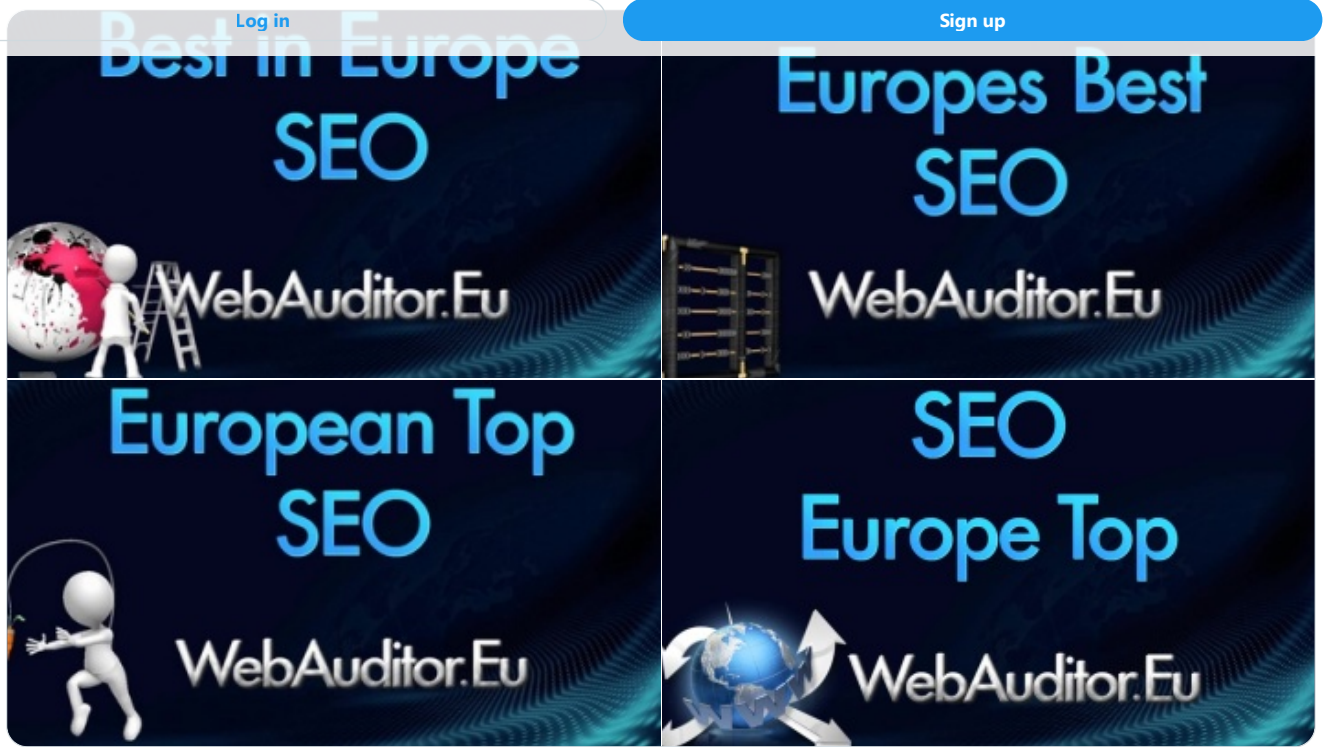 Log in
Sign up
Best in Europe
SEO
WebAuditor.Eu
Europes Best
SEO
WebAuditor.Eu
European Top
SEO
WebAuditor.Eu
SEO
Europe Top
WebAuditor.Eu